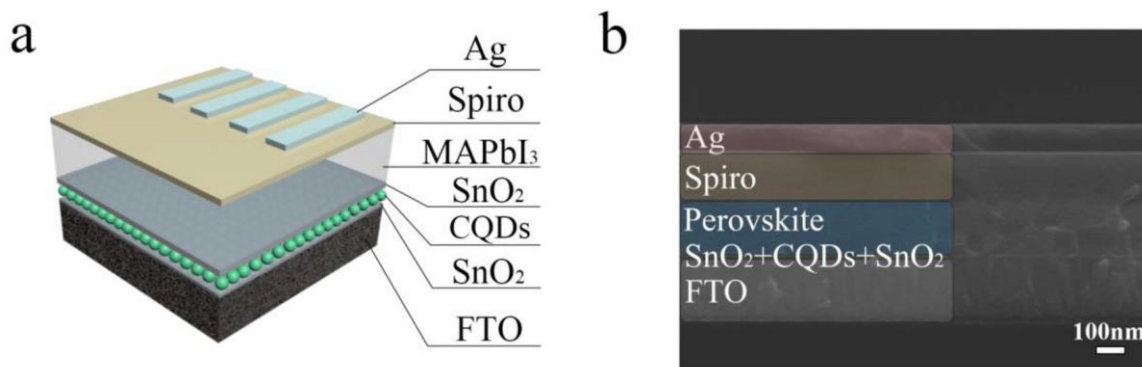 a
Ag
Spiro
MAPbI₃
SnO₂
CQDs
SnO₂
FTO
b
Ag
Spiro
Perovskite
SnO₂+CQDs+SnO₂
FTO
100nm